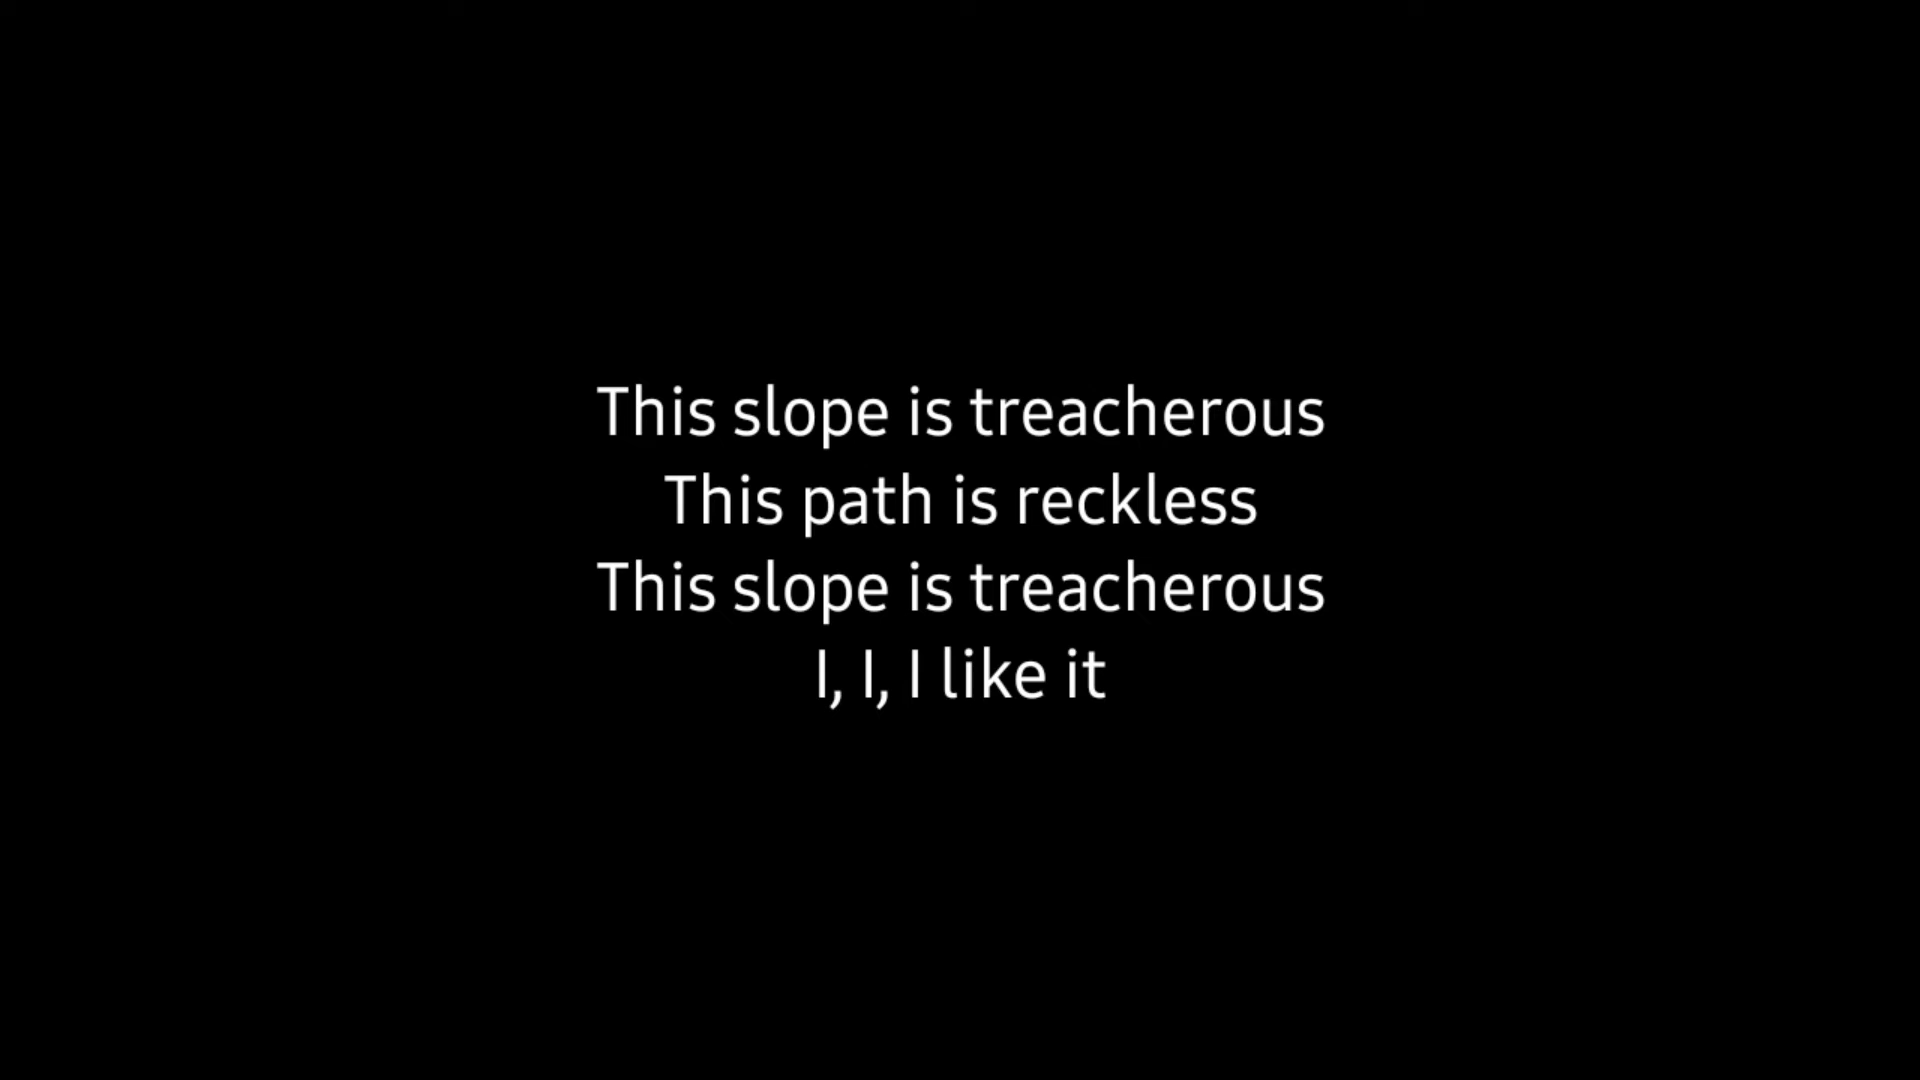 This slope is treacherous
This path is reckless
This slope is treacherous
I, I, I like it